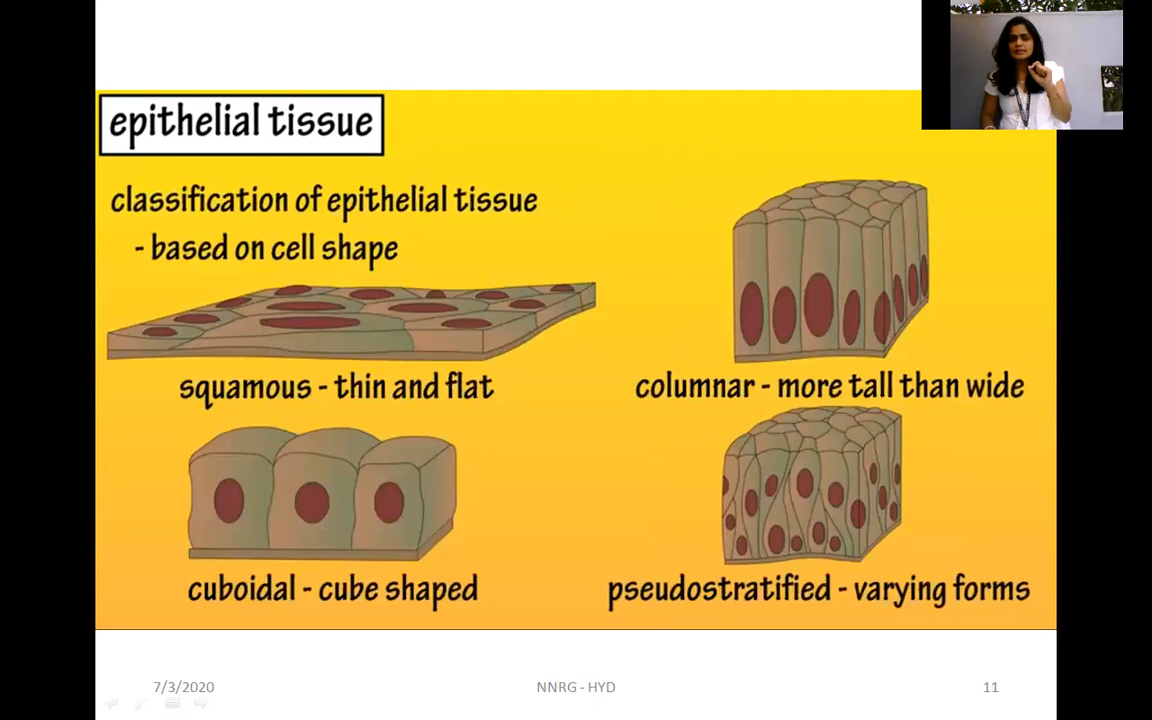 epithelial tissue
classification of epithelial tissue
- based on cell shape
squamous - thin and flat
columnar - more tall than wide
cuboidal - cube shaped
pseudostratified - varying forms
7/3/2020
NNRG - HYD
11